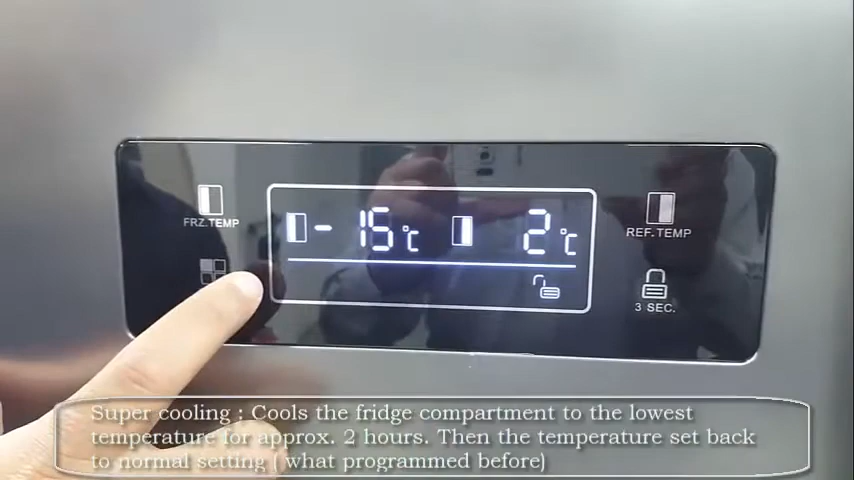 FRZ.TEMP
-15°C
2°C
REF.TEMP
3 SEC.
Super cooling : Cools the fridge compartment to the lowest
temperature for approx. 2 hours. Then the temperature set back
to normal setting ( what programmed before)